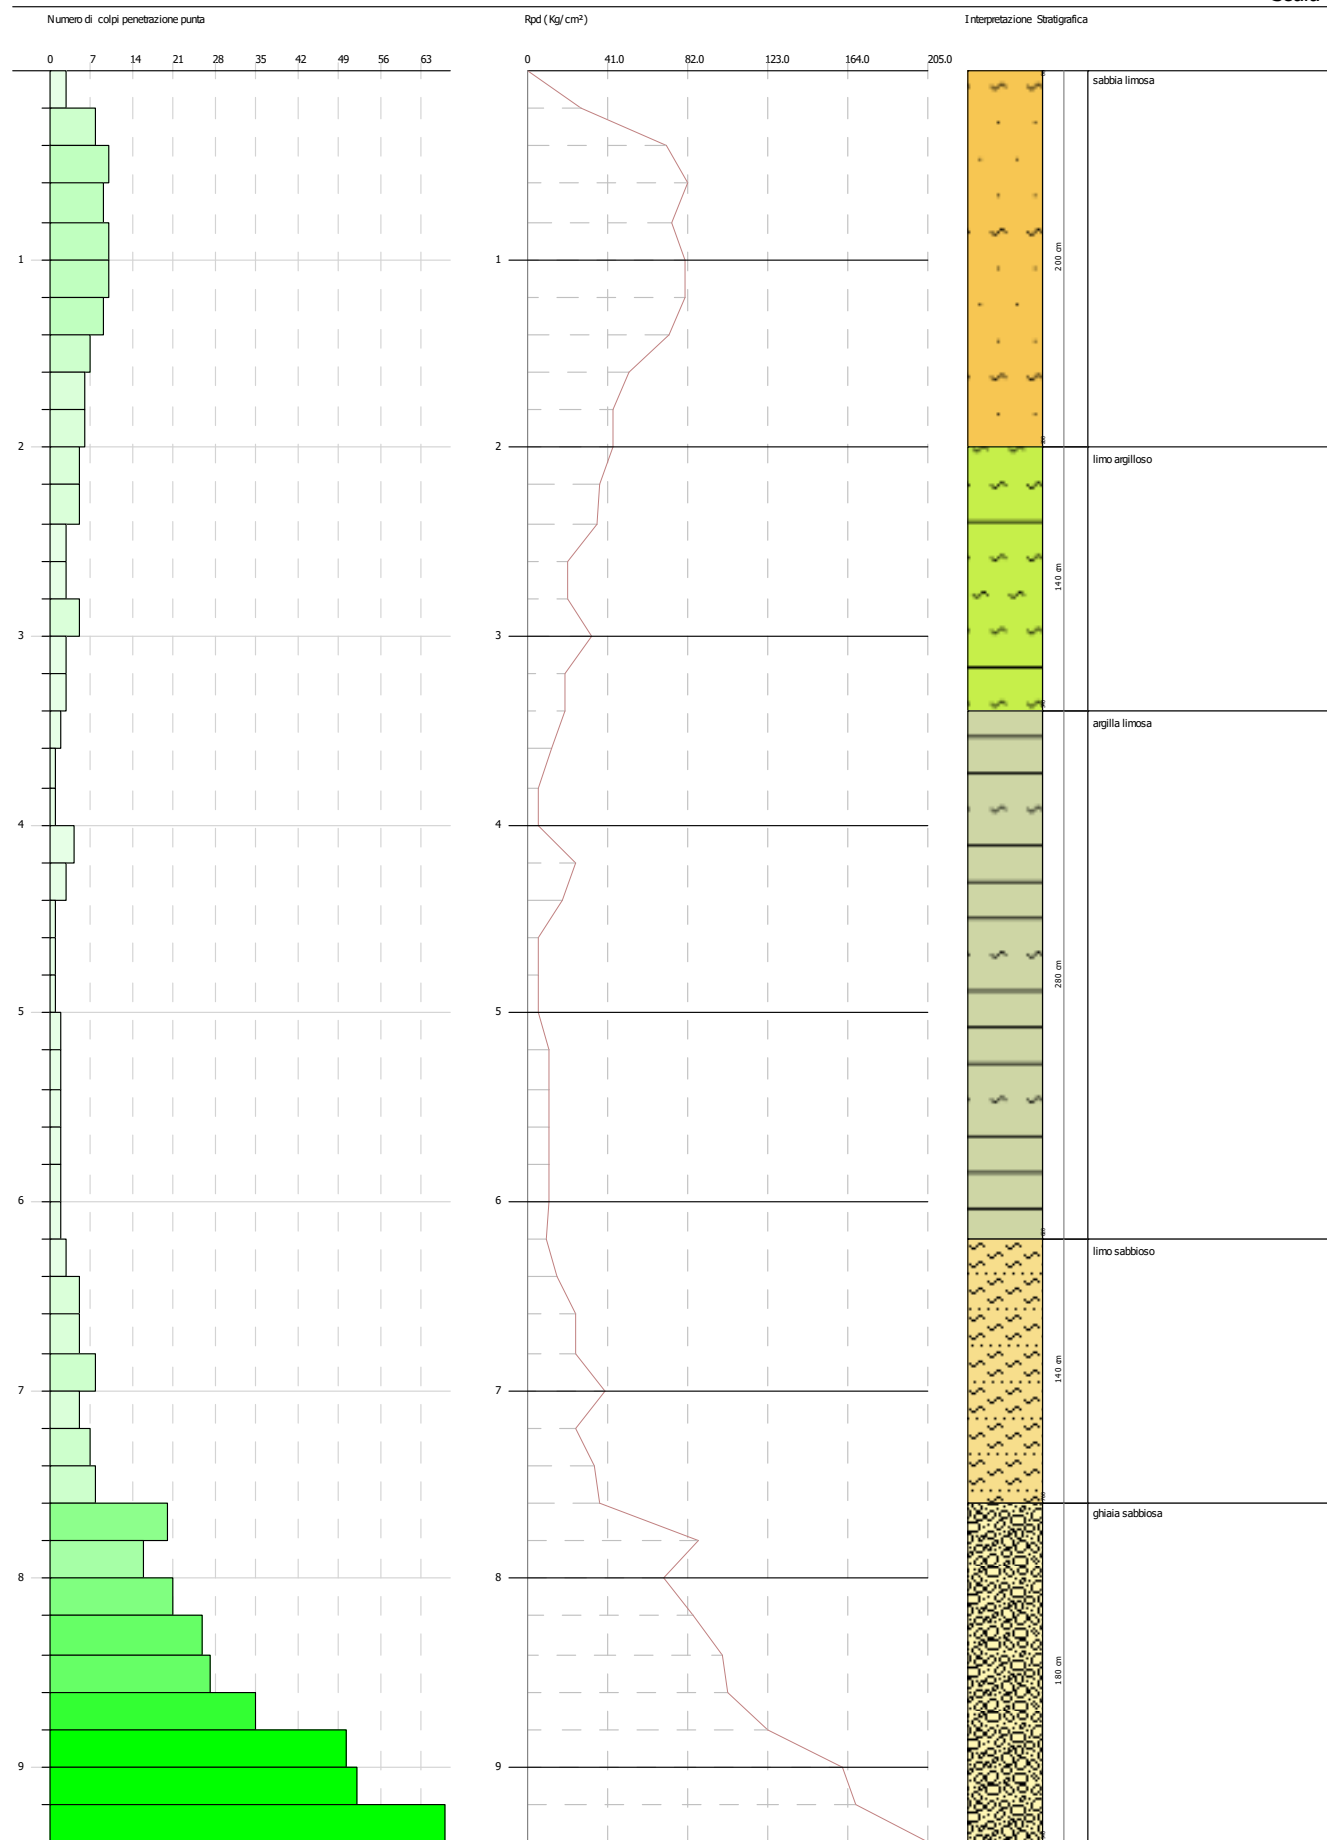 Numero di colpi penetrazione punta
Rpd (Kg/cm²)
Interpretazione Stratigrafica
0 7 14 21 28 35 42 49 56 63
0 41.0 82.0 123.0 164.0 205.0
sabbia limosa
200 cm
1 1
2 2
limo argilloso
140 cm
3 3
argilla limosa
4 4
280 cm
5 5
6 6
limo sabbioso
140 cm
7 7
ghiaia sabbiosa
8 8
180 cm
9 9